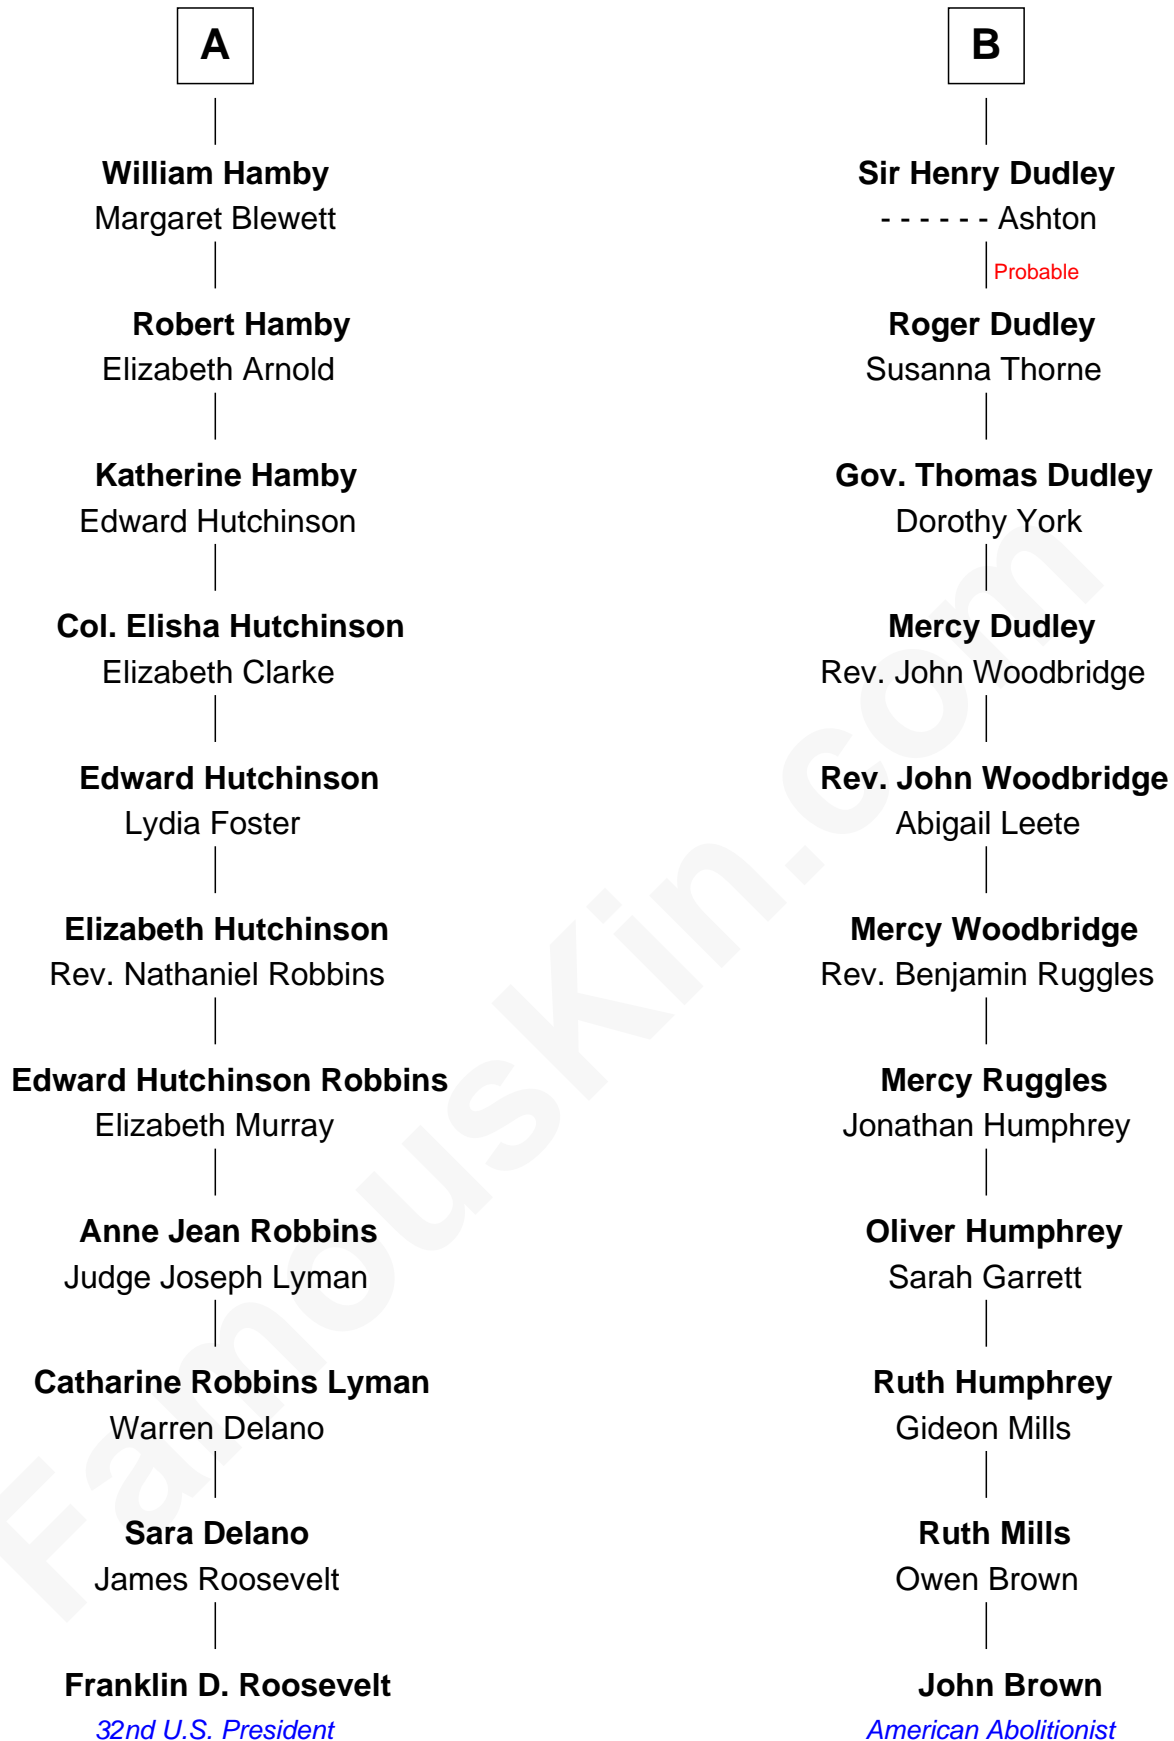 A
William Hamby
Margaret Blewett
Robert Hamby
Elizabeth Arnold
Katherine Hamby
Edward Hutchinson
Col. Elisha Hutchinson
Elizabeth Clarke
Edward Hutchinson
Lydia Foster
Elizabeth Hutchinson
Rev. Nathaniel Robbins
Edward Hutchinson Robbins
Elizabeth Murray
Anne Jean Robbins
Judge Joseph Lyman
Catharine Robbins Lyman
Warren Delano
Sara Delano
James Roosevelt
Franklin D. Roosevelt
32nd U.S. President
B
Sir Henry Dudley
- - - - - - Ashton
Probable
Roger Dudley
Susanna Thorne
Gov. Thomas Dudley
Dorothy York
Mercy Dudley
Rev. John Woodbridge
Rev. John Woodbridge
Abigail Leete
Mercy Woodbridge
Rev. Benjamin Ruggles
Mercy Ruggles
Jonathan Humphrey
Oliver Humphrey
Sarah Garrett
Ruth Humphrey
Gideon Mills
Ruth Mills
Owen Brown
John Brown
American Abolitionist
FamousKin.com